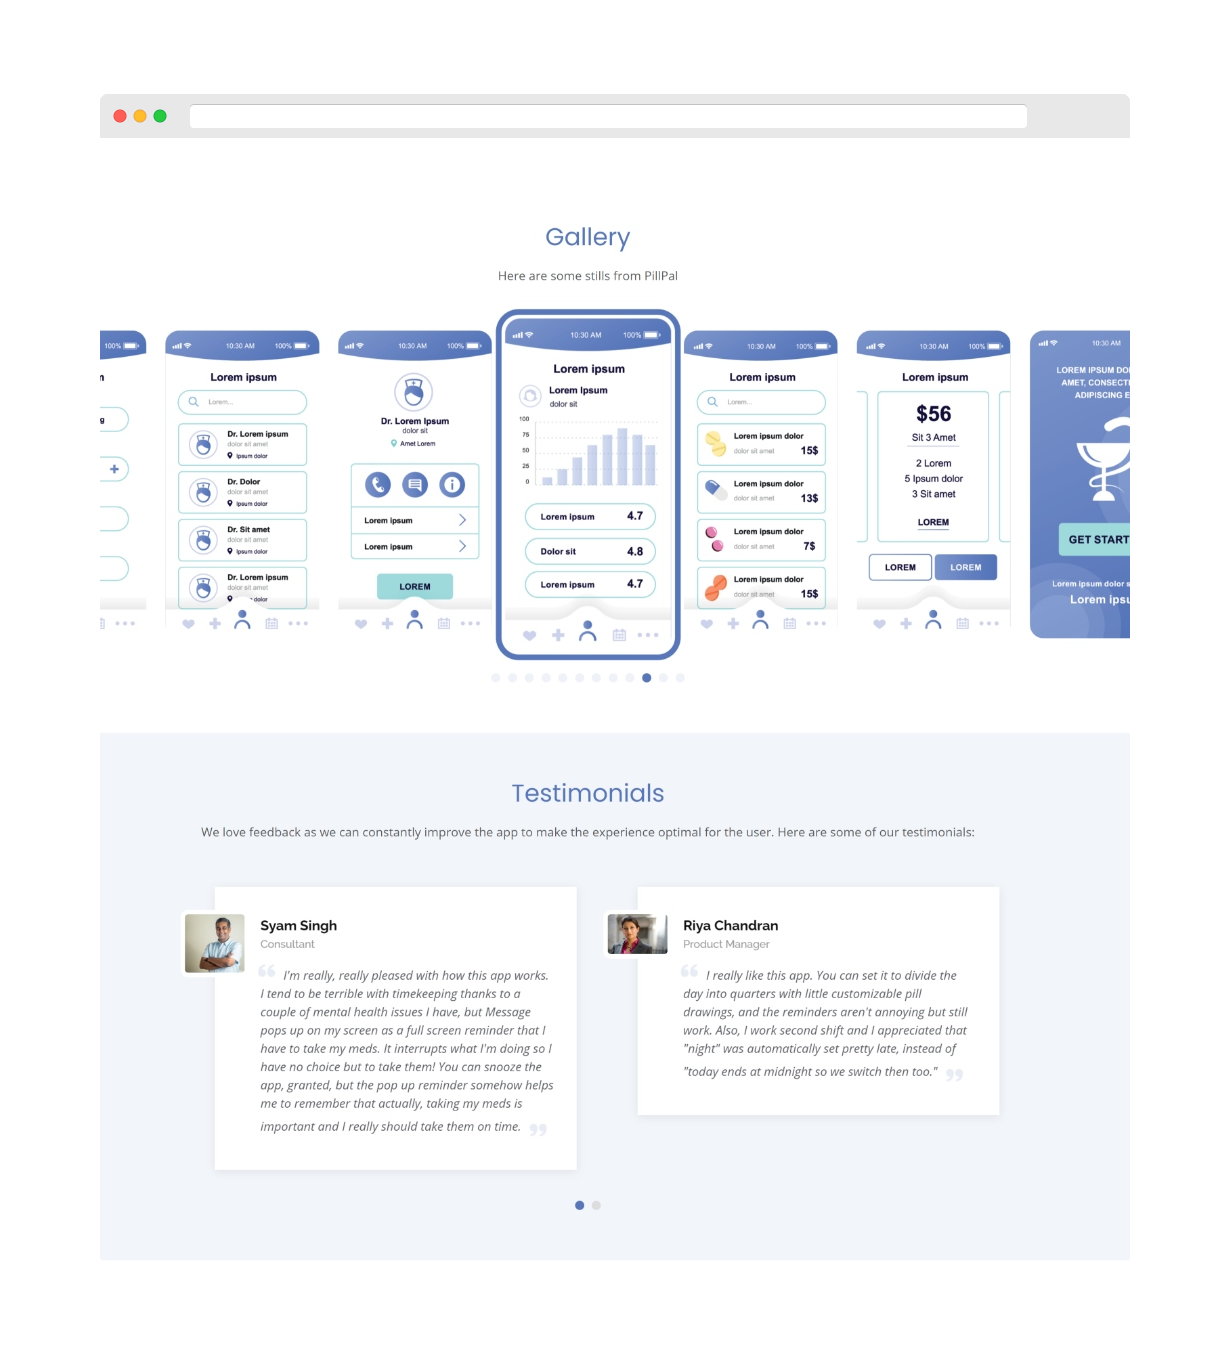 Gallery
Here are some stills from PillPal
100%
10:30 AM
100%
Lorem ipsum
Lorem...
Dr. Lorem ipsum
dolor sit amet
Ipsum dolor
Dr. Dolor
dolor sit amet
Ipsum dolor
Dr. Sit amet
dolor sit amet
Ipsum dolor
Dr. Lorem ipsum
dolor sit amet
10:30 AM
100%
Dr. Lorem Ipsum
dolor sit
Amet Lorem
Lorem ipsum
Lorem ipsum
LOREM
10:30 AM
100%
Lorem ipsum
Lorem Ipsum
dolor sit
100
75
50
25
0
Lorem ipsum 4.7
Dolor sit 4.8
Lorem ipsum 4.7
10:30 AM
100%
Lorem ipsum
Lorem...
Lorem ipsum dolor
dolor sit amet 15$
Lorem ipsum dolor
dolor sit amet 13$
Lorem ipsum dolor
dolor sit amet 7$
Lorem ipsum dolor
dolor sit amet 15$
10:30 AM
100%
Lorem ipsum
$56
Sit 3 Amet
2 Lorem
5 Ipsum dolor
3 Sit amet
LOREM
LOREM
LOREM
10:30 AM
LOREM IPSUM DO
AMET, CONSECT
ADIPISCING E
GET START
Lorem ipsum dolor s
Lorem ipsu
Testimonials
We love feedback as we can constantly improve the app to make the experience optimal for the user. Here are some of our testimonials:
Syam Singh
Consultant
“ I'm really, really pleased with how this app works.
I tend to be terrible with timekeeping thanks to a
couple of mental health issues I have, but Message
pops up on my screen as a full screen reminder that I
have to take my meds. It interrupts what I'm doing so I
have no choice but to take them! You can snooze the
app, granted, but the pop up reminder somehow helps
me to remember that actually, taking my meds is
important and I really should take them on time. ”
Riya Chandran
Product Manager
“ I really like this app. You can set it to divide the
day into quarters with little customizable pill
drawings, and the reminders aren't annoying but still
work. Also, I work second shift and I appreciated that
"night" was automatically set pretty late, instead of
"today ends at midnight so we switch then too." ”